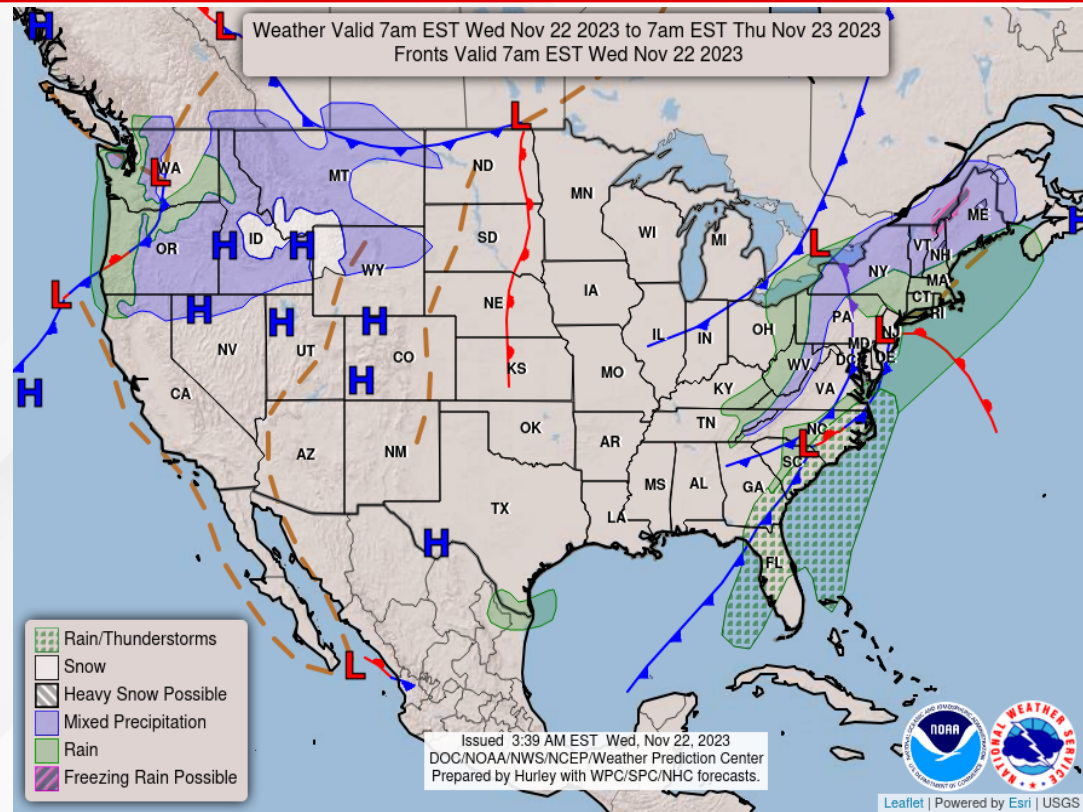 Weather Valid 7am EST Wed Nov 22 2023 to 7am EST Thu Nov 23 2023
Fronts Valid 7am EST Wed Nov 22 2023
H
L
L
WA
MT
ND
MN
ME
H
L
OR
H
ID
H
SD
WI
MI
L
VT
NH
NY
MA
CT
RI
WY
L
H
H
H
NE
IA
PA
NJ
L
NV
UT
CO
IL
IN
OH
MD
DE
DC
H
H
KS
MO
WV
VA
CA
KY
AZ
NM
OK
AR
TN
NC
L
SC
MS
AL
GA
TX
LA
H
FL
L
Rain/Thunderstorms
Snow
Heavy Snow Possible
Mixed Precipitation
Rain
Freezing Rain Possible
Issued 3:39 AM EST Wed, Nov 22, 2023
DOC/NOAA/NWS/NCEP/Weather Prediction Center
Prepared by Hurley with WPC/SPC/NHC forecasts.
NOAA
NATIONAL WEATHER SERVICE
Leaflet | Powered by Esri | USGS